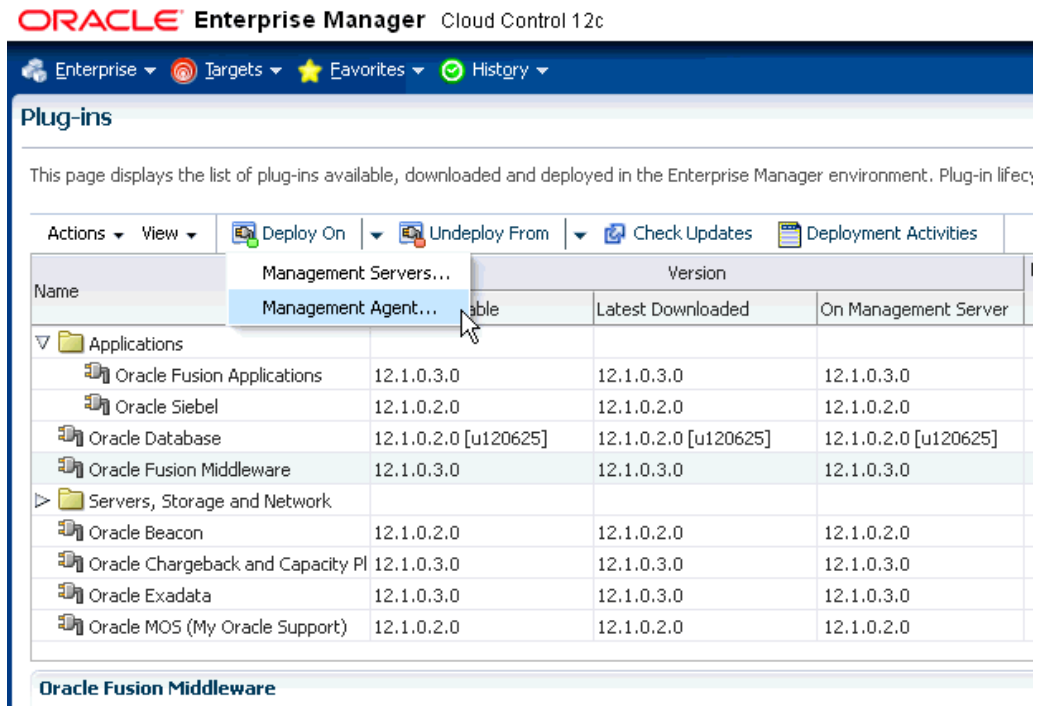 ORACLE Enterprise Manager Cloud Control 12c
Enterprise Targets Favorites History
Plug-ins
This page displays the list of plug-ins available, downloaded and deployed in the Enterprise Manager environment. Plug-in
Actions View Deploy On Undeploy From Check Updates Deployment Activities
Management Servers...
Management Agent...
Name Version
Latest Downloaded On Management Server
Applications
Oracle Fusion Applications 12.1.0.3.0 12.1.0.3.0 12.1.0.3.0
Oracle Siebel 12.1.0.2.0 12.1.0.2.0 12.1.0.2.0
Oracle Database 12.1.0.2.0 [u120625] 12.1.0.2.0 [u120625] 12.1.0.2.0 [u120625]
Oracle Fusion Middleware 12.1.0.3.0 12.1.0.3.0 12.1.0.3.0
Servers, Storage and Network
Oracle Beacon 12.1.0.2.0 12.1.0.2.0 12.1.0.2.0
Oracle Chargeback and Capacity Pl 12.1.0.3.0 12.1.0.3.0 12.1.0.3.0
Oracle Exadata 12.1.0.3.0 12.1.0.3.0 12.1.0.3.0
Oracle MOS (My Oracle Support) 12.1.0.2.0 12.1.0.2.0 12.1.0.2.0
Oracle Fusion Middleware